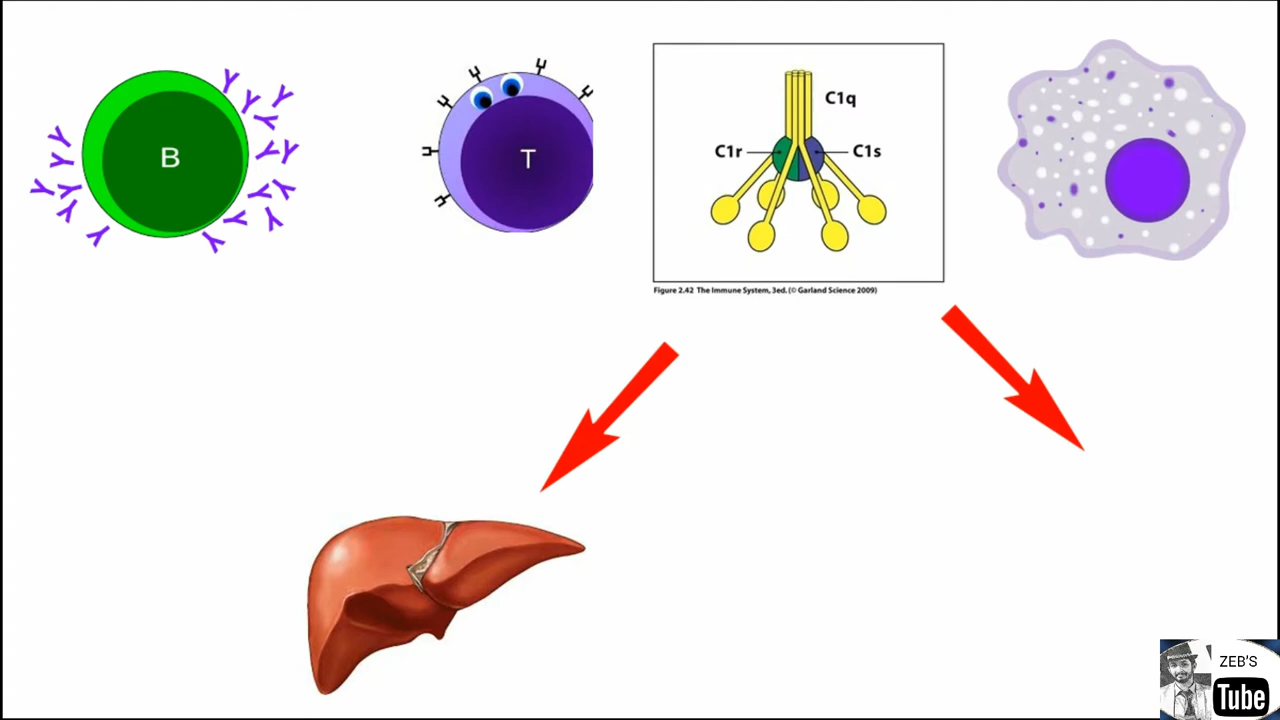 B
T
C1q
C1r
C1s
Figure 2.42 The Immune System, 3ed. (© Garland Science 2009)
ZEB'S
Tube